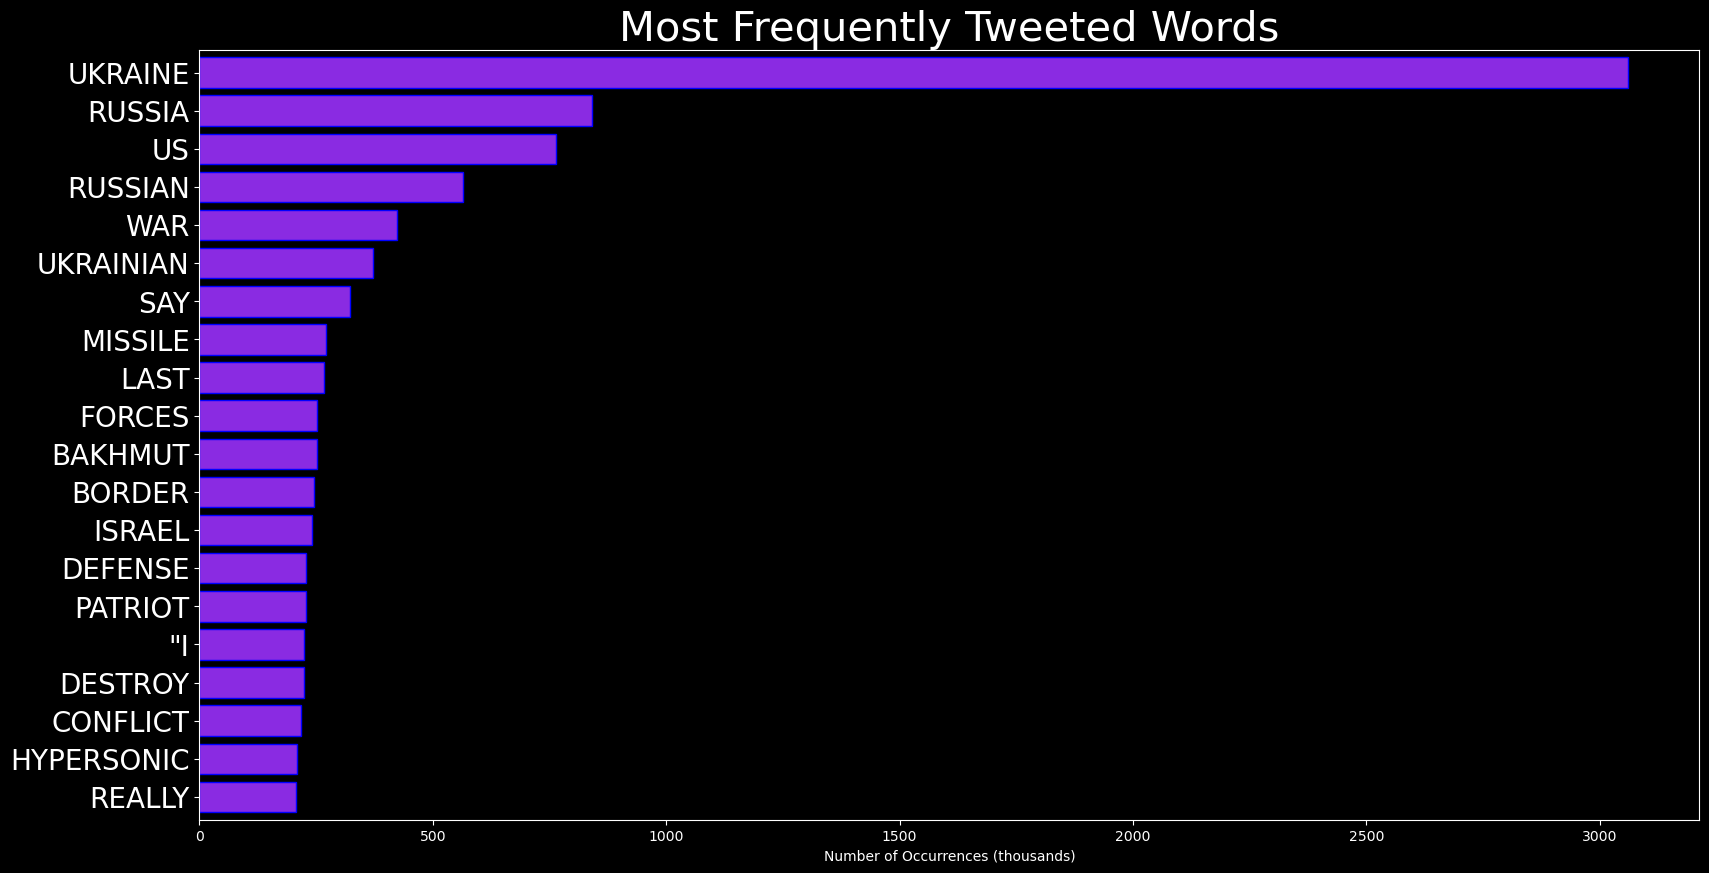 Most Frequently Tweeted Words
UKRAINE
RUSSIA
US
RUSSIAN
WAR
UKRAINIAN
SAY
MISSILE
LAST
FORCES
BAKHMUT
BORDER
ISRAEL
DEFENSE
PATRIOT
"I
DESTROY
CONFLICT
HYPERSONIC
REALLY
0 500 1000 1500 2000 2500 3000
Number of Occurrences (thousands)